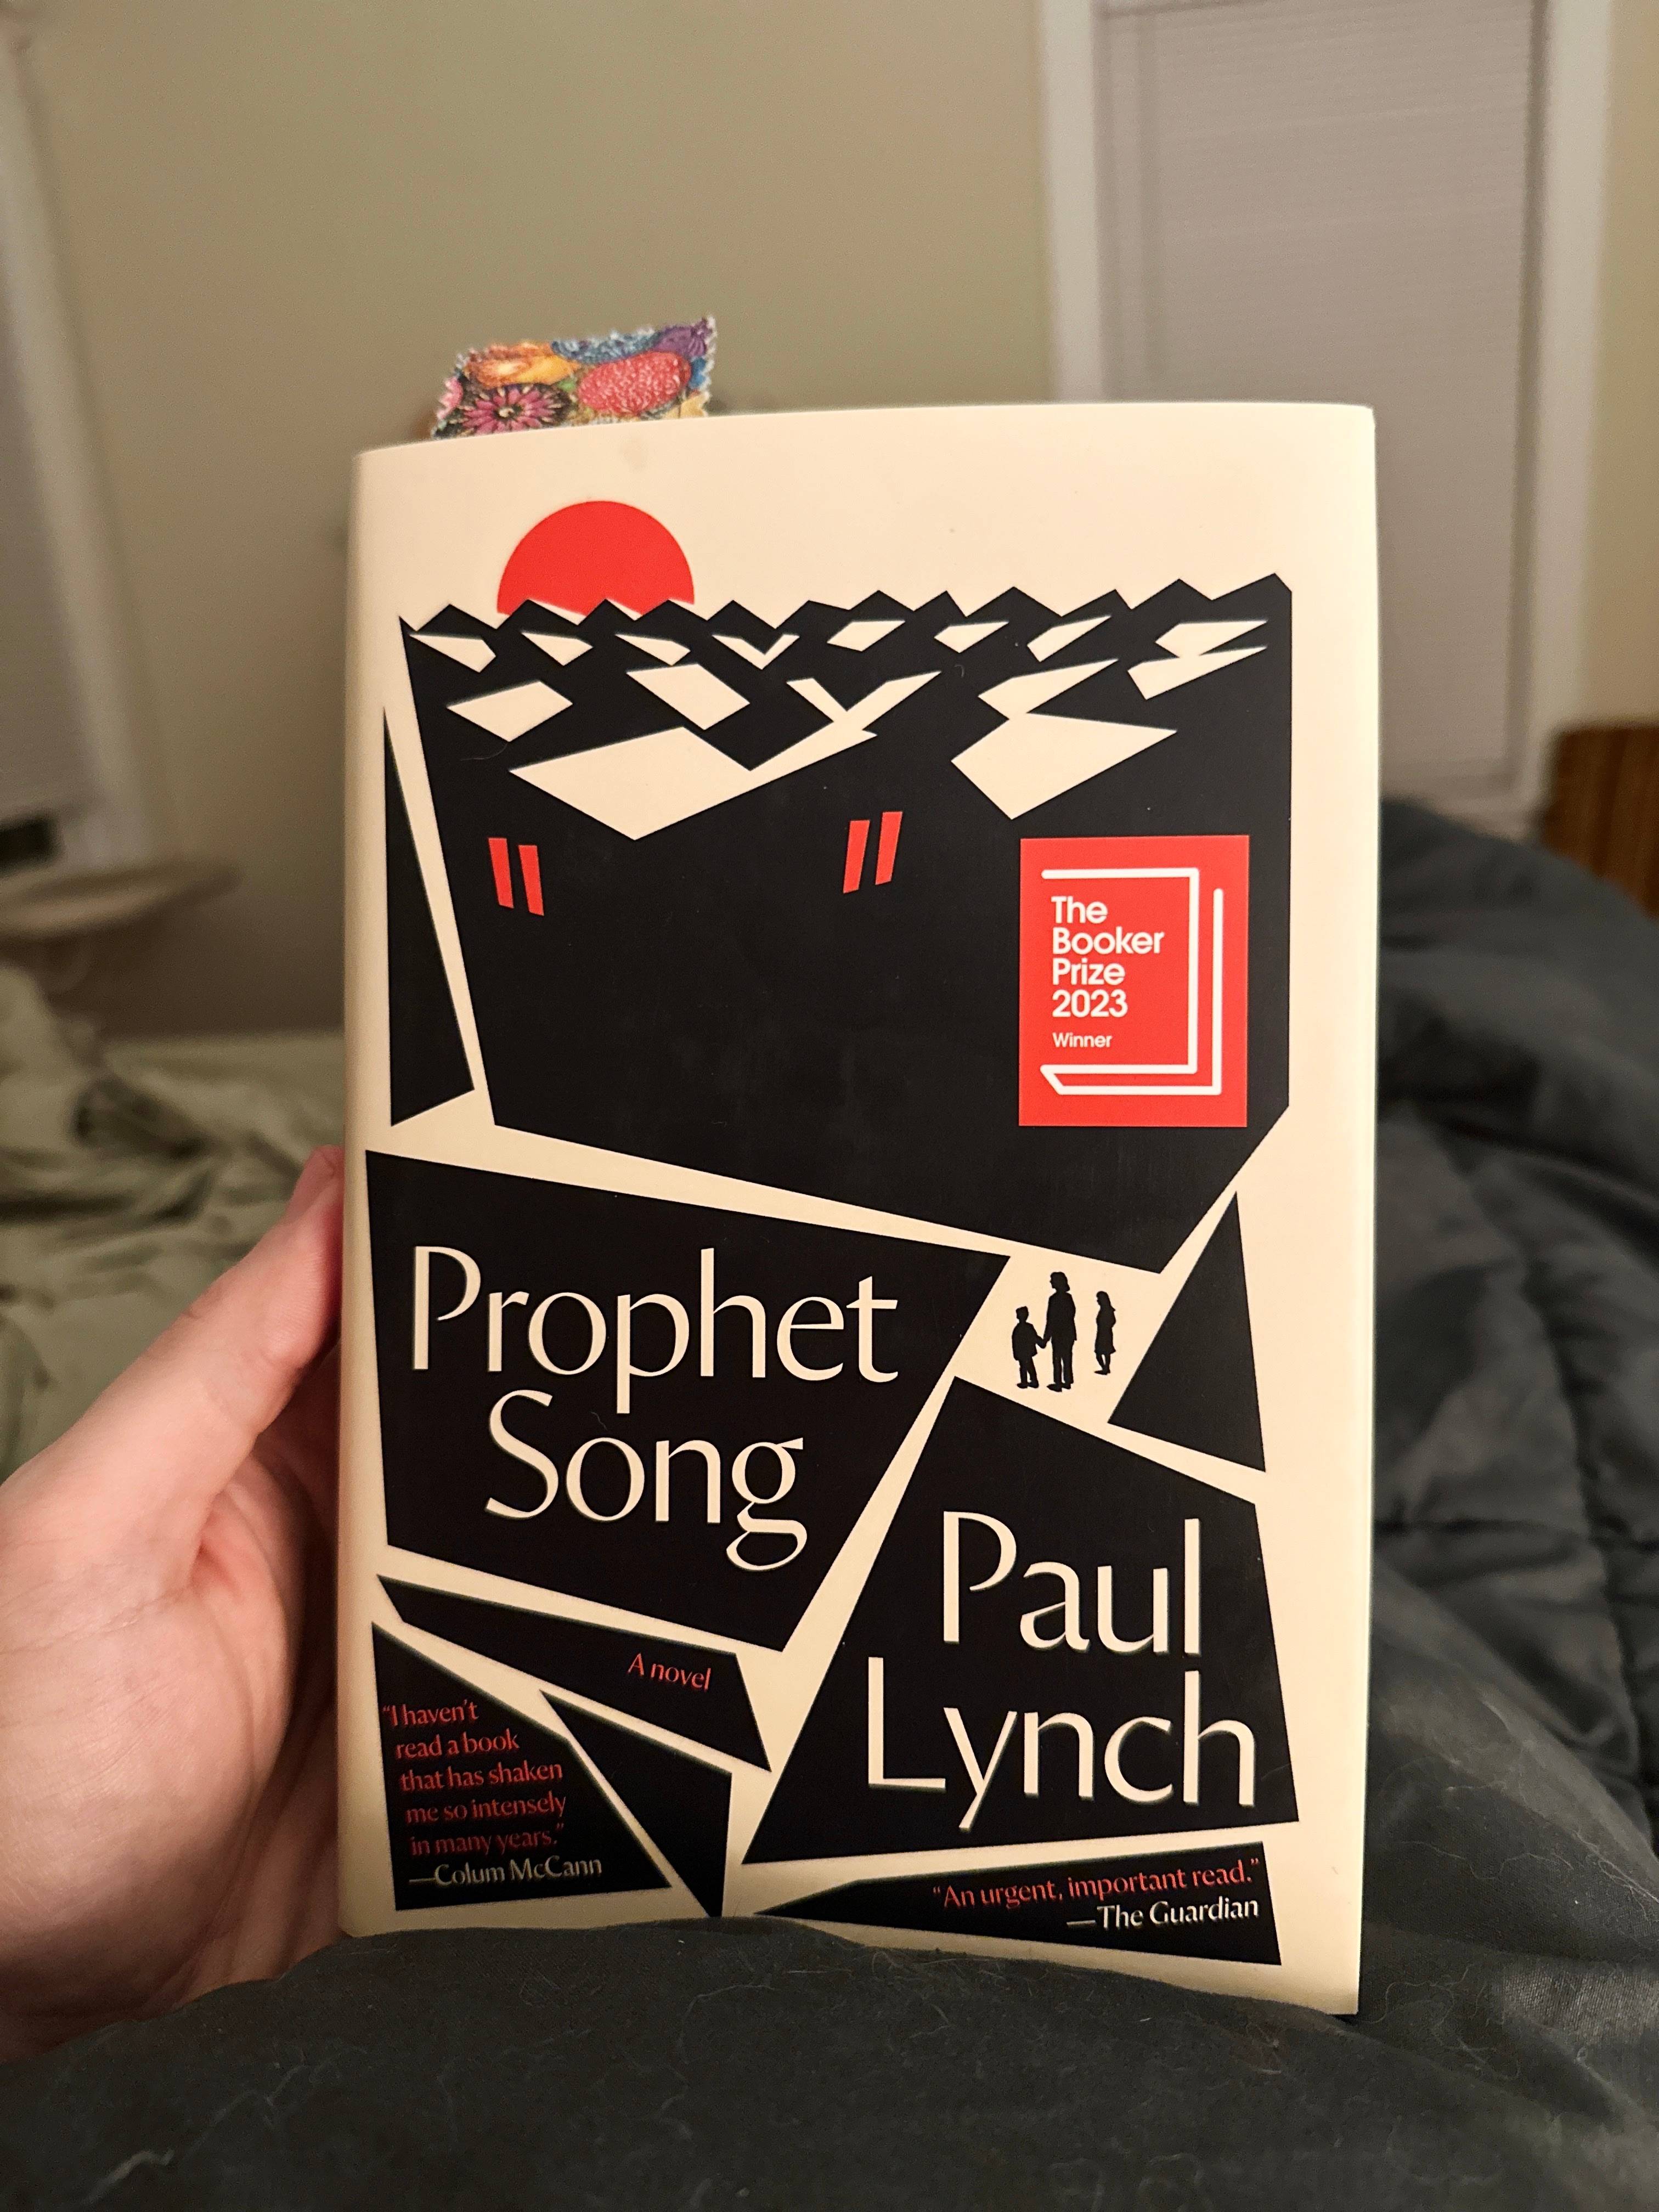 The
Booker
Prize
2023
Winner
Prophet
Song
Paul
Lynch
A novel
“I haven’t
read a book
that has shaken
me so intensely
in many years.”
—Colum McCann
“An urgent, important read.”
—The Guardian